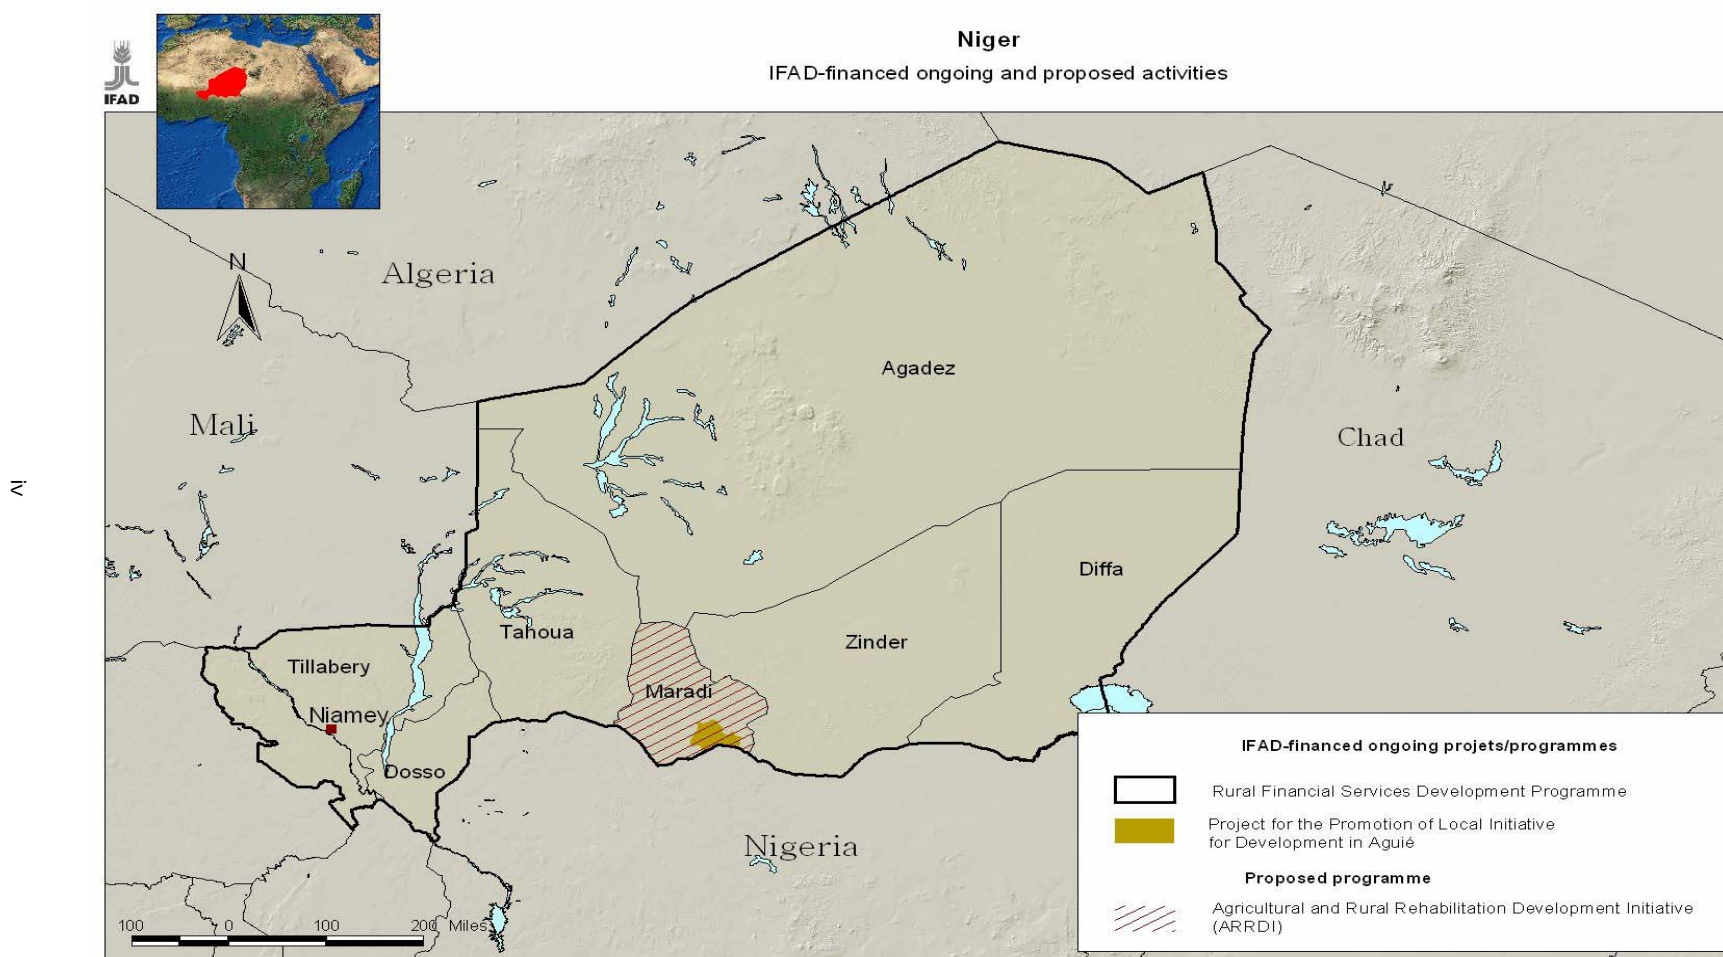 Niger
IFAD-financed ongoing and proposed activities
IFAD
N
Algeria
Mali
Agadez
Chad
iv
Diffa
Tahoua
Zinder
Tillabery
Maradi
Niamey
Dosso
Nigeria
IFAD-financed ongoing projets/programmes
Rural Financial Services Development Programme
Project for the Promotion of Local Initiative
for Development in Aguié
Proposed programme
Agricultural and Rural Rehabilitation Development Initiative
(ARRDI)
100 0 100 200 Miles